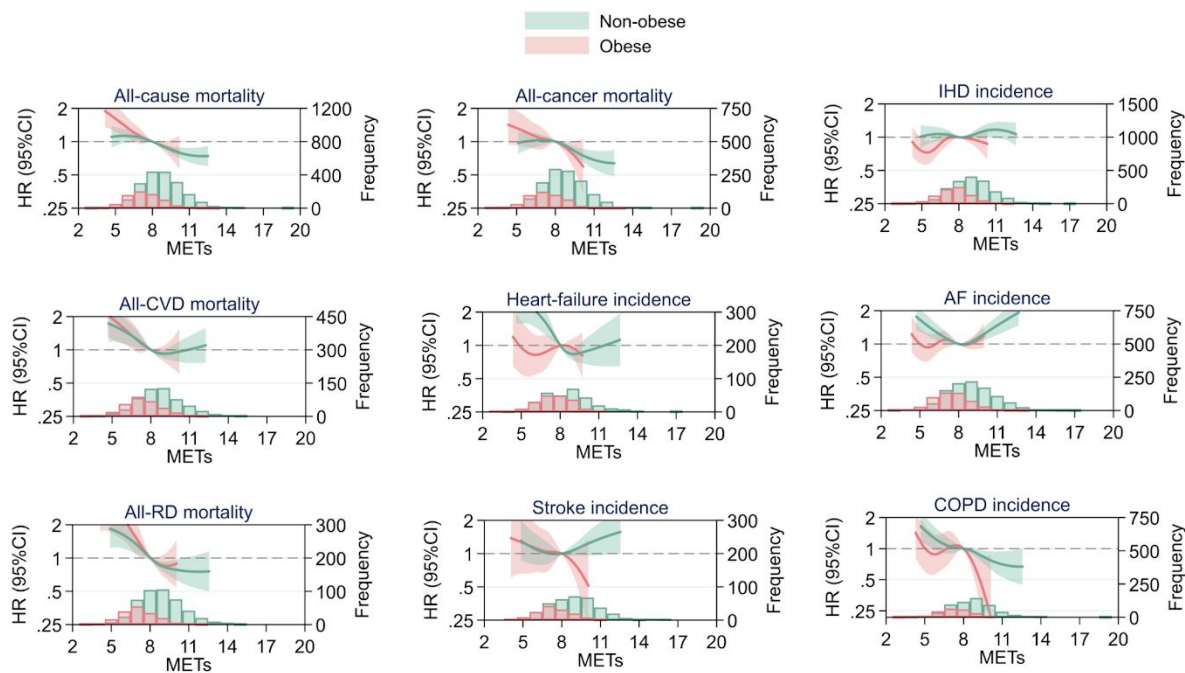 Non-obese
Obese
All-cause mortality
HR (95%CI)
2
1
.5
.25
1200
800
400
0
Frequency
2 5 8 11 14 17 20
METs
All-cancer mortality
HR (95%CI)
2
1
.5
.25
750
500
250
0
Frequency
2 5 8 11 14 17 20
METs
IHD incidence
HR (95%CI)
2
1
.5
.25
1500
1000
500
0
Frequency
2 5 8 11 14 17 20
METs
All-CVD mortality
HR (95%CI)
2
1
.5
.25
450
300
150
0
Frequency
2 5 8 11 14 17 20
METs
Heart-failure incidence
HR (95%CI)
2
1
.5
.25
300
200
100
0
Frequency
2 5 8 11 14 17 20
METs
AF incidence
HR (95%CI)
2
1
.5
.25
750
500
250
0
Frequency
2 5 8 11 14 17 20
METs
All-RD mortality
HR (95%CI)
2
1
.5
.25
300
200
100
0
Frequency
2 5 8 11 14 17 20
METs
Stroke incidence
HR (95%CI)
2
1
.5
.25
300
200
100
0
Frequency
2 5 8 11 14 17 20
METs
COPD incidence
HR (95%CI)
2
1
.5
.25
750
500
250
0
Frequency
2 5 8 11 14 17 20
METs